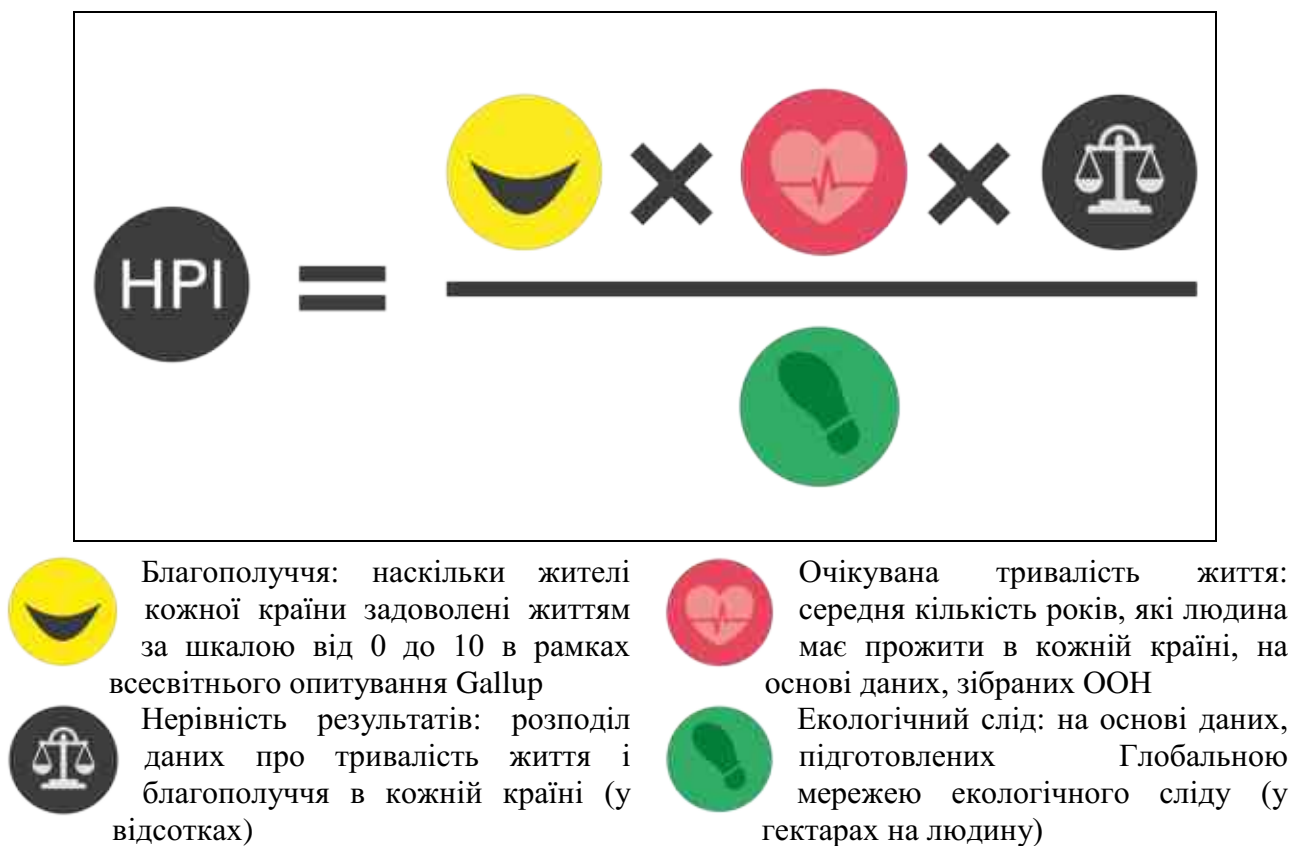 HPI
=
×
×
Благополуччя: наскільки жителі
кожної країни задоволені життям
за шкалою від 0 до 10 в рамках
всесвітнього опитування Gallup
Очікувана тривалість життя:
середня кількість років, які людина
має прожити в кожній країні, на
основі даних, зібраних ООН
Нерівність результатів: розподіл
даних про тривалість життя і
благополуччя в кожній країні (у
відсотках)
Екологічний слід: на основі даних,
підготовлених Глобальною
мережею екологічного сліду (у
гектарах на людину)